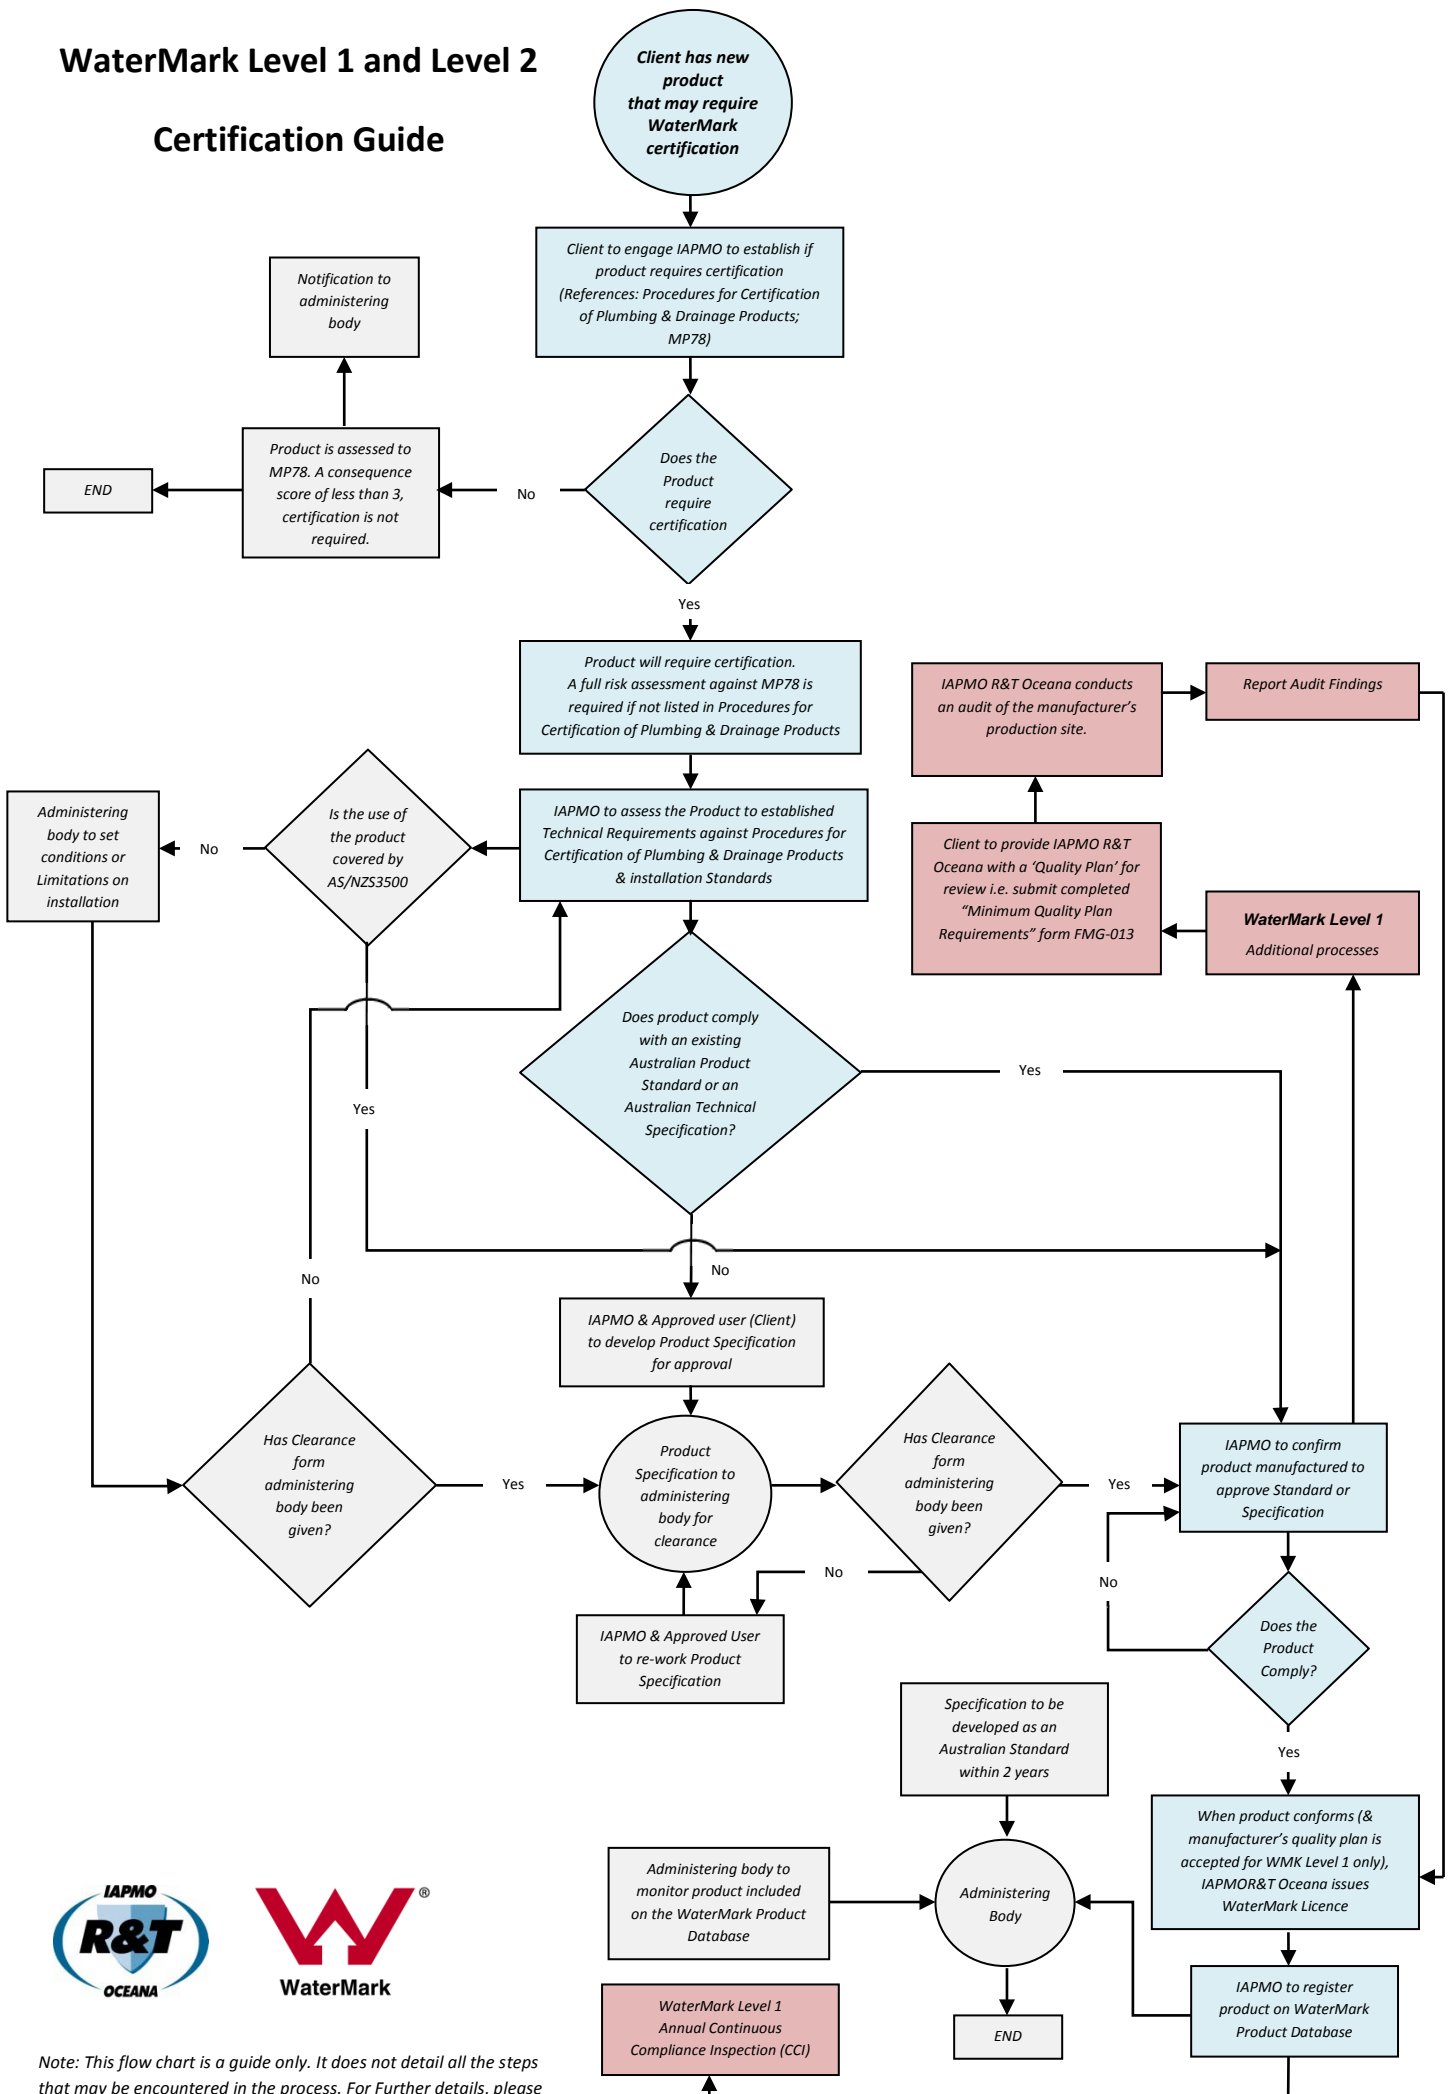 WaterMark Level 1 and Level 2
Certification Guide
Client has new
product
that may require
WaterMark
certification
Client to engage IAPMO to establish if
product requires certification
(References: Procedures for Certification
of Plumbing & Drainage Products;
MP78)
Notification to
administering
body
Does the
Product
require
certification
No
Product is assessed to
MP78. A consequence
score of less than 3,
certification is not
required.
END
Yes
Product will require certification.
A full risk assessment against MP78 is
required if not listed in Procedures for
Certification of Plumbing & Drainage Products
IAPMO R&T Oceana conducts
an audit of the manufacturer's
production site.
Report Audit Findings
Administering
body to set
conditions or
Limitations on
installation
No
Is the use of
the product
covered by
AS/NZS3500
IAPMO to assess the Product to established
Technical Requirements against Procedures for
Certification of Plumbing & Drainage Products
& installation Standards
Client to provide IAPMO R&T
Oceana with a ‘Quality Plan’ for
review i.e. submit completed
“Minimum Quality Plan
Requirements” form FMG-013
WaterMark Level 1
Additional processes
Does product comply
with an existing
Australian Product
Standard or an
Australian Technical
Specification?
Yes
Yes
No
No
IAPMO & Approved user (Client)
to develop Product Specification
for approval
Has Clearance
form
administering
body been
given?
Yes
Product
Specification to
administering
body for
clearance
Has Clearance
form
administering
body been
given?
Yes
IAPMO to confirm
product manufactured to
approve Standard or
Specification
No
No
IAPMO & Approved User
to re-work Product
Specification
Does the
Product
Comply?
Yes
Specification to be
developed as an
Australian Standard
within 2 years
When product conforms (&
manufacturer’s quality plan is
accepted for WMK Level 1 only),
IAPMOR&T Oceana issues
WaterMark Licence
Administering body to
monitor product included
on the WaterMark Product
Database
Administering
Body
IAPMO
R&T
OCEANA
®
WaterMark
IAPMO to register
product on WaterMark
Product Database
WaterMark Level 1
Annual Continuous
Compliance Inspection (CCI)
END
Note: This flow chart is a guide only. It does not detail all the steps
that may be encountered in the process. For Further details, please